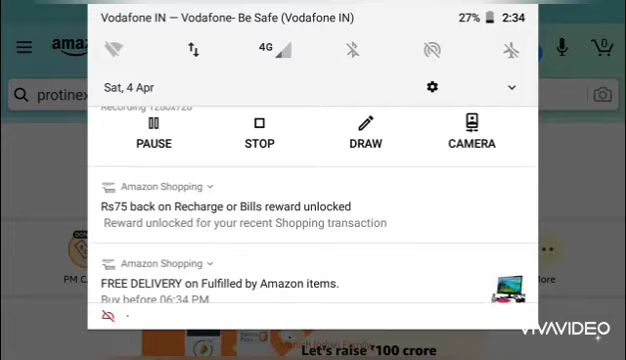 Vodafone IN — Vodafone- Be Safe (Vodafone IN) 27% 2:34
4G
Sat, 4 Apr
amaz
0
protinex
Recording 1280x720
PAUSE STOP DRAW CAMERA
Amazon Shopping
Rs75 back on Recharge or Bills reward unlocked
Reward unlocked for your recent Shopping transaction
Amazon Shopping
FREE DELIVERY on Fulfilled by Amazon items.
Buy before 06:34 PM
PM C
More
VIVAVIDEO
Let's raise ₹100 crore